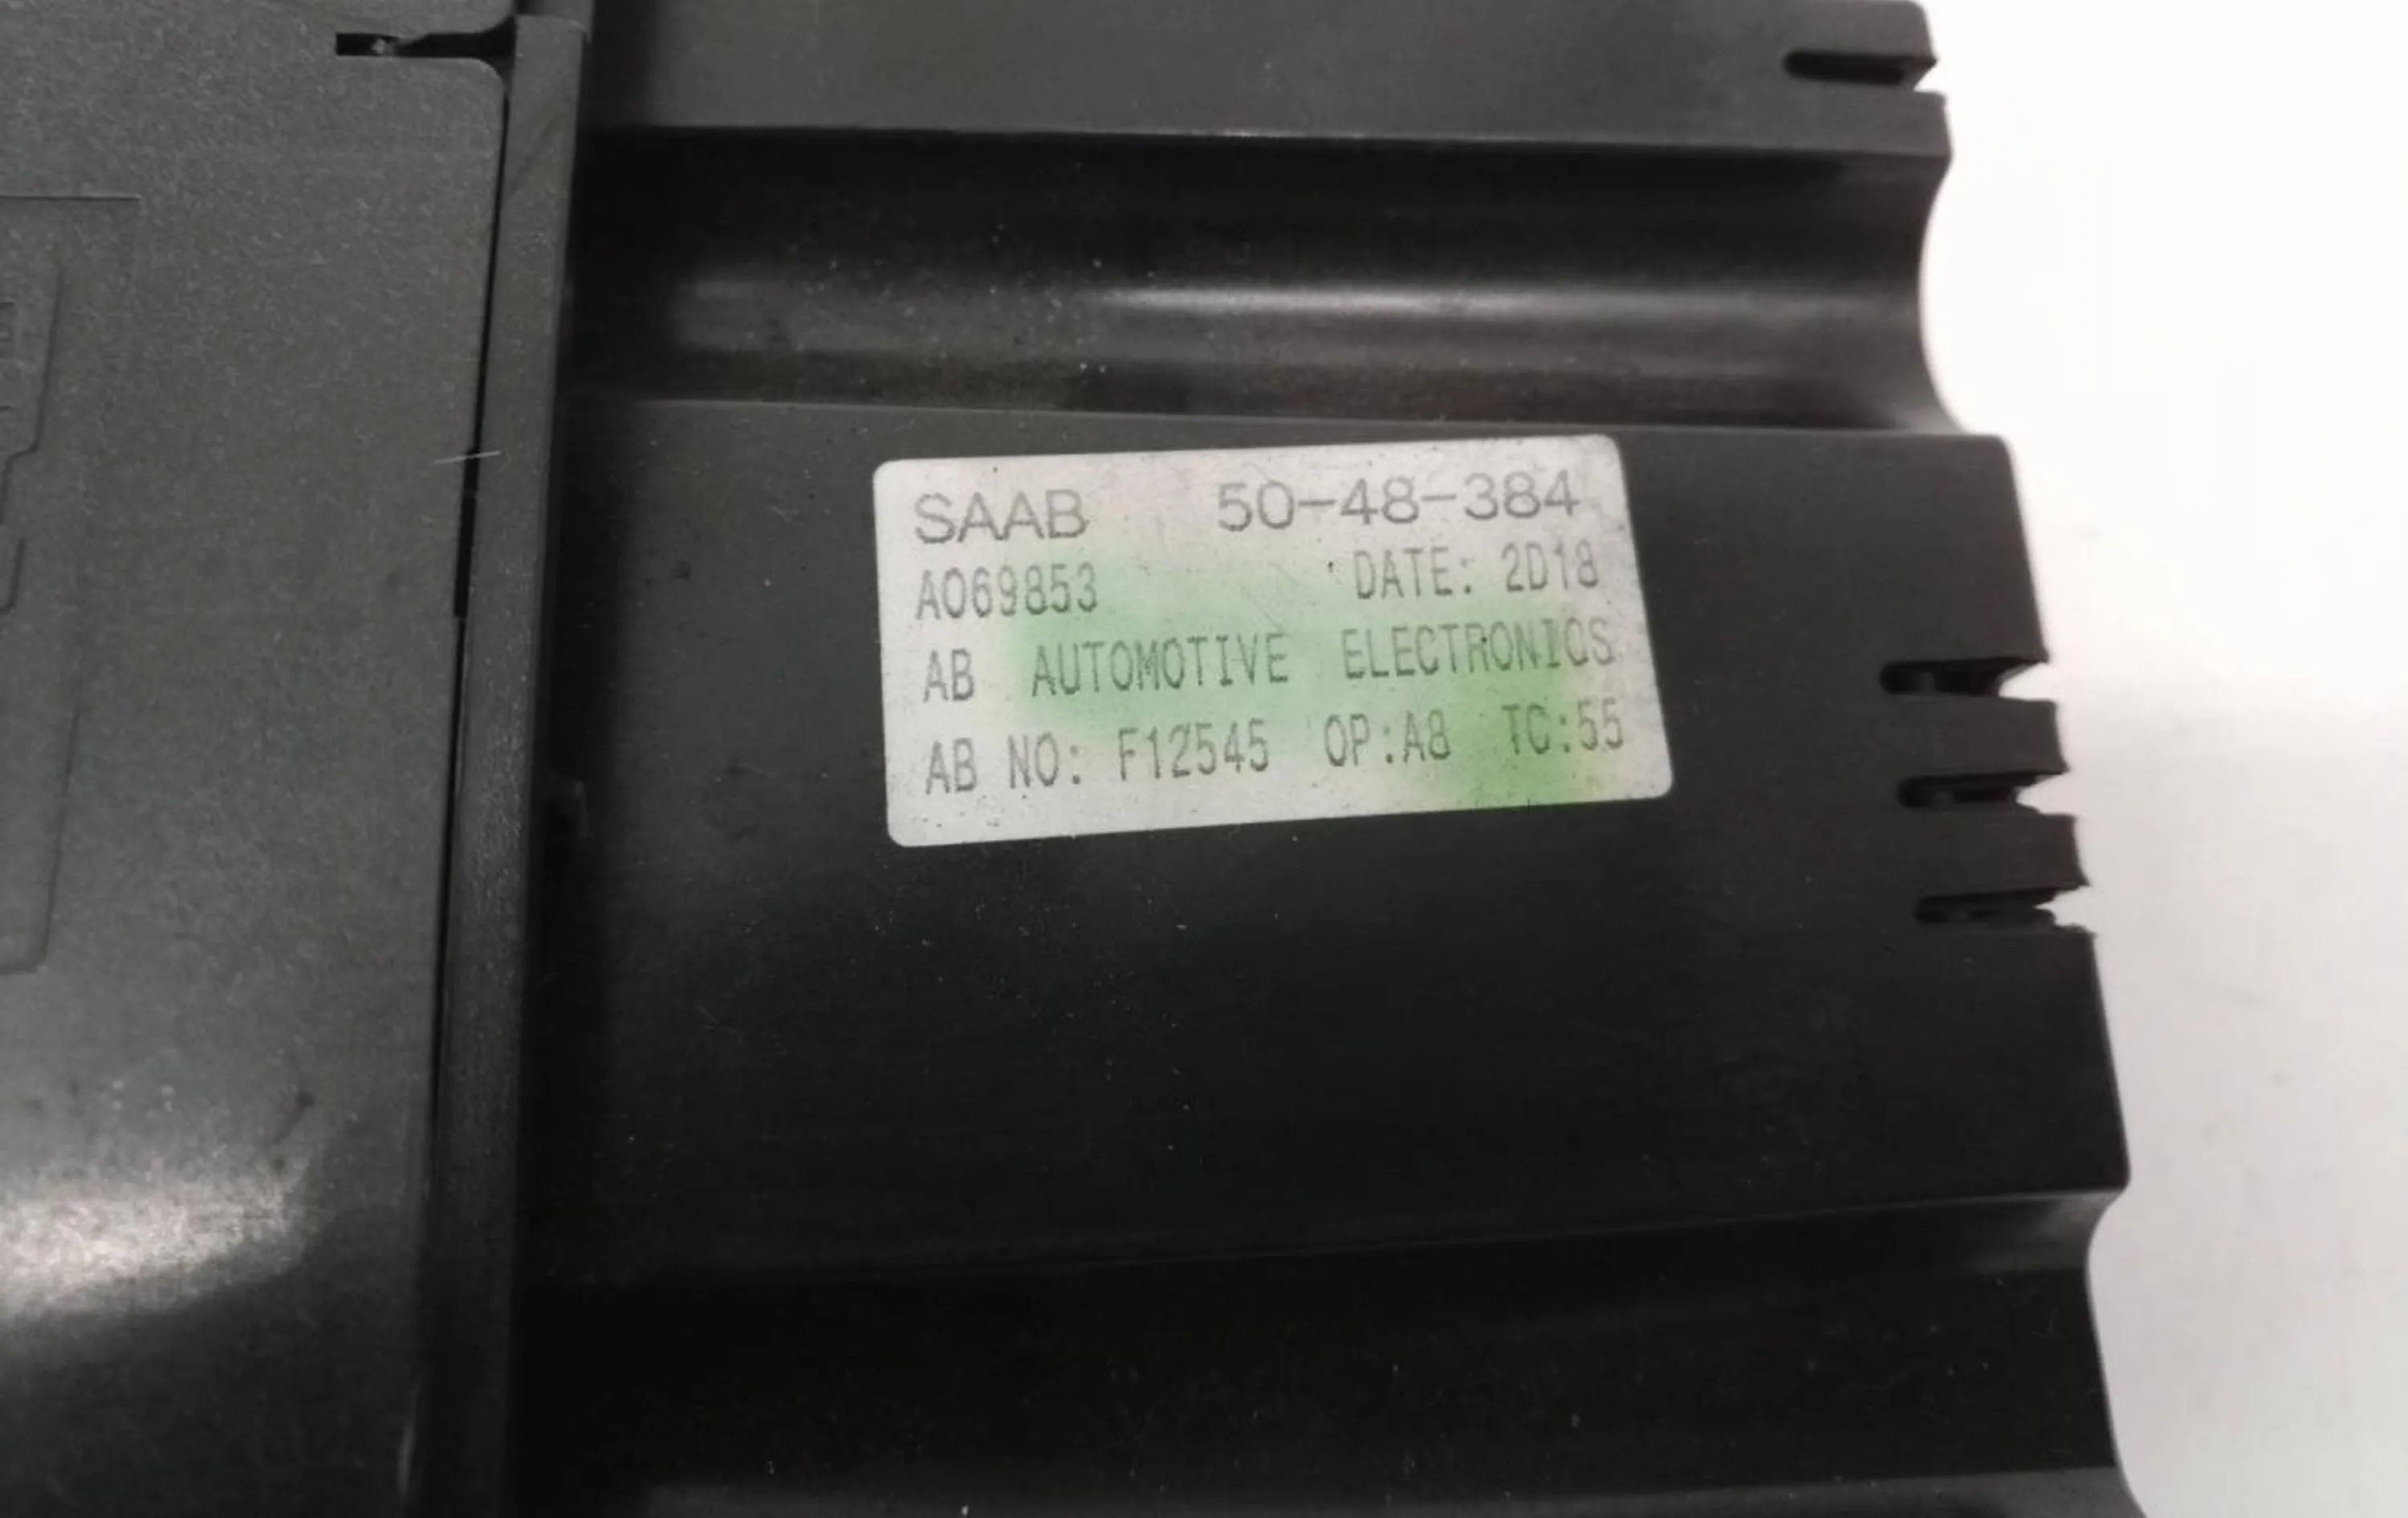 SAAB 50-48-384
A069853 DATE: 2D18
AB AUTOMOTIVE ELECTRONICS
AB NO: F12545 OP:A8 TC:55